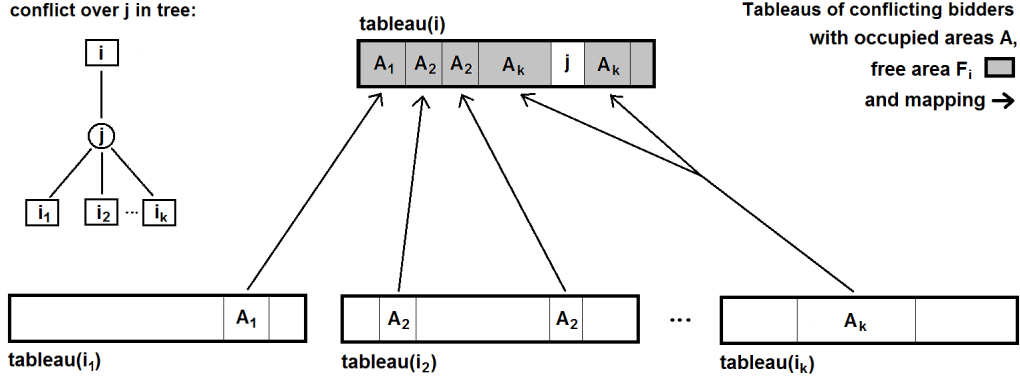 conflict over j in tree:
tableau(i)
Tableaus of conflicting bidders
with occupied areas A,
free area Fᵢ
and mapping →
i
A₁ A₂ A₂ Aₖ j Aₖ
j
i₁ i₂ ... iₖ
A₁ A₂ A₂ ... Aₖ
tableau(i₁) tableau(i₂) tableau(iₖ)